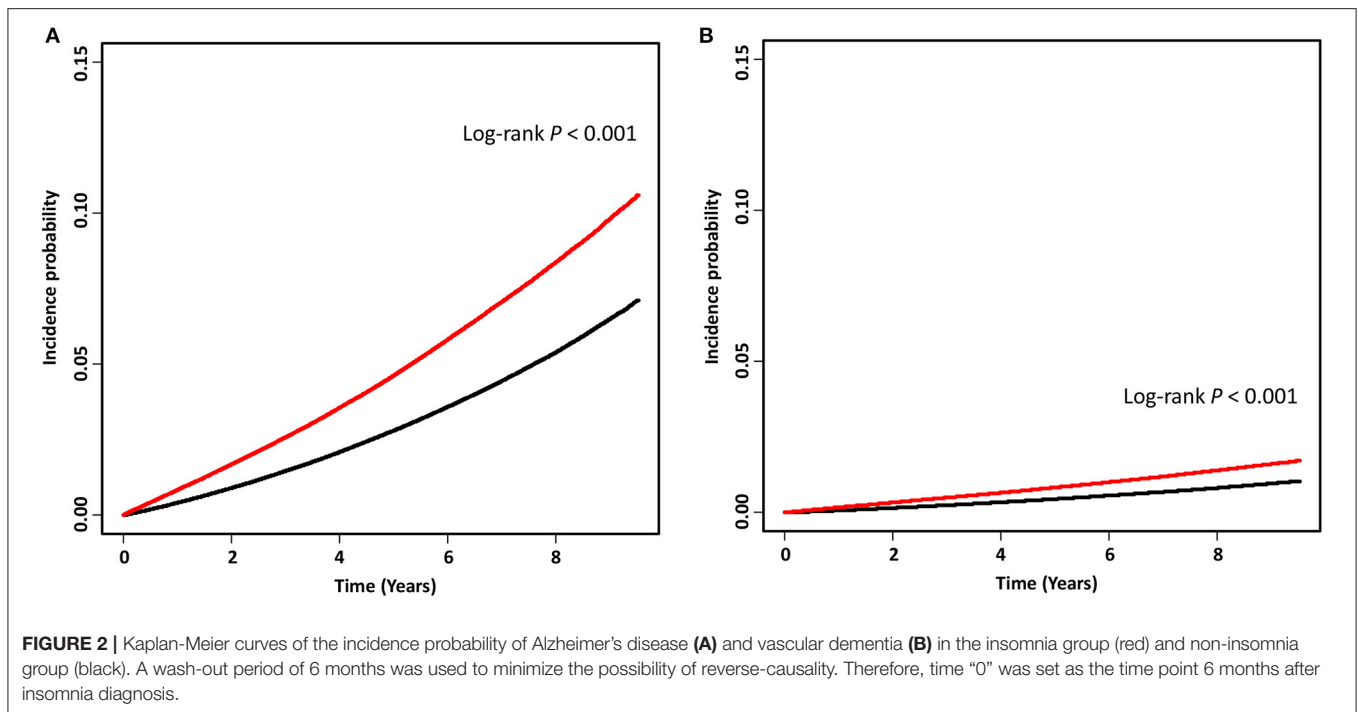 A
0.15
0.10
0.05
0.00
Incidence probability
Log-rank P < 0.001
0 2 4 6 8
Time (Years)
B
0.15
0.10
0.05
0.00
Incidence probability
Log-rank P < 0.001
0 2 4 6 8
Time (Years)
FIGURE 2 | Kaplan-Meier curves of the incidence probability of Alzheimer's disease (A) and vascular dementia (B) in the insomnia group (red) and non-insomnia
group (black). A wash-out period of 6 months was used to minimize the possibility of reverse-causality. Therefore, time “0” was set as the time point 6 months after
insomnia diagnosis.